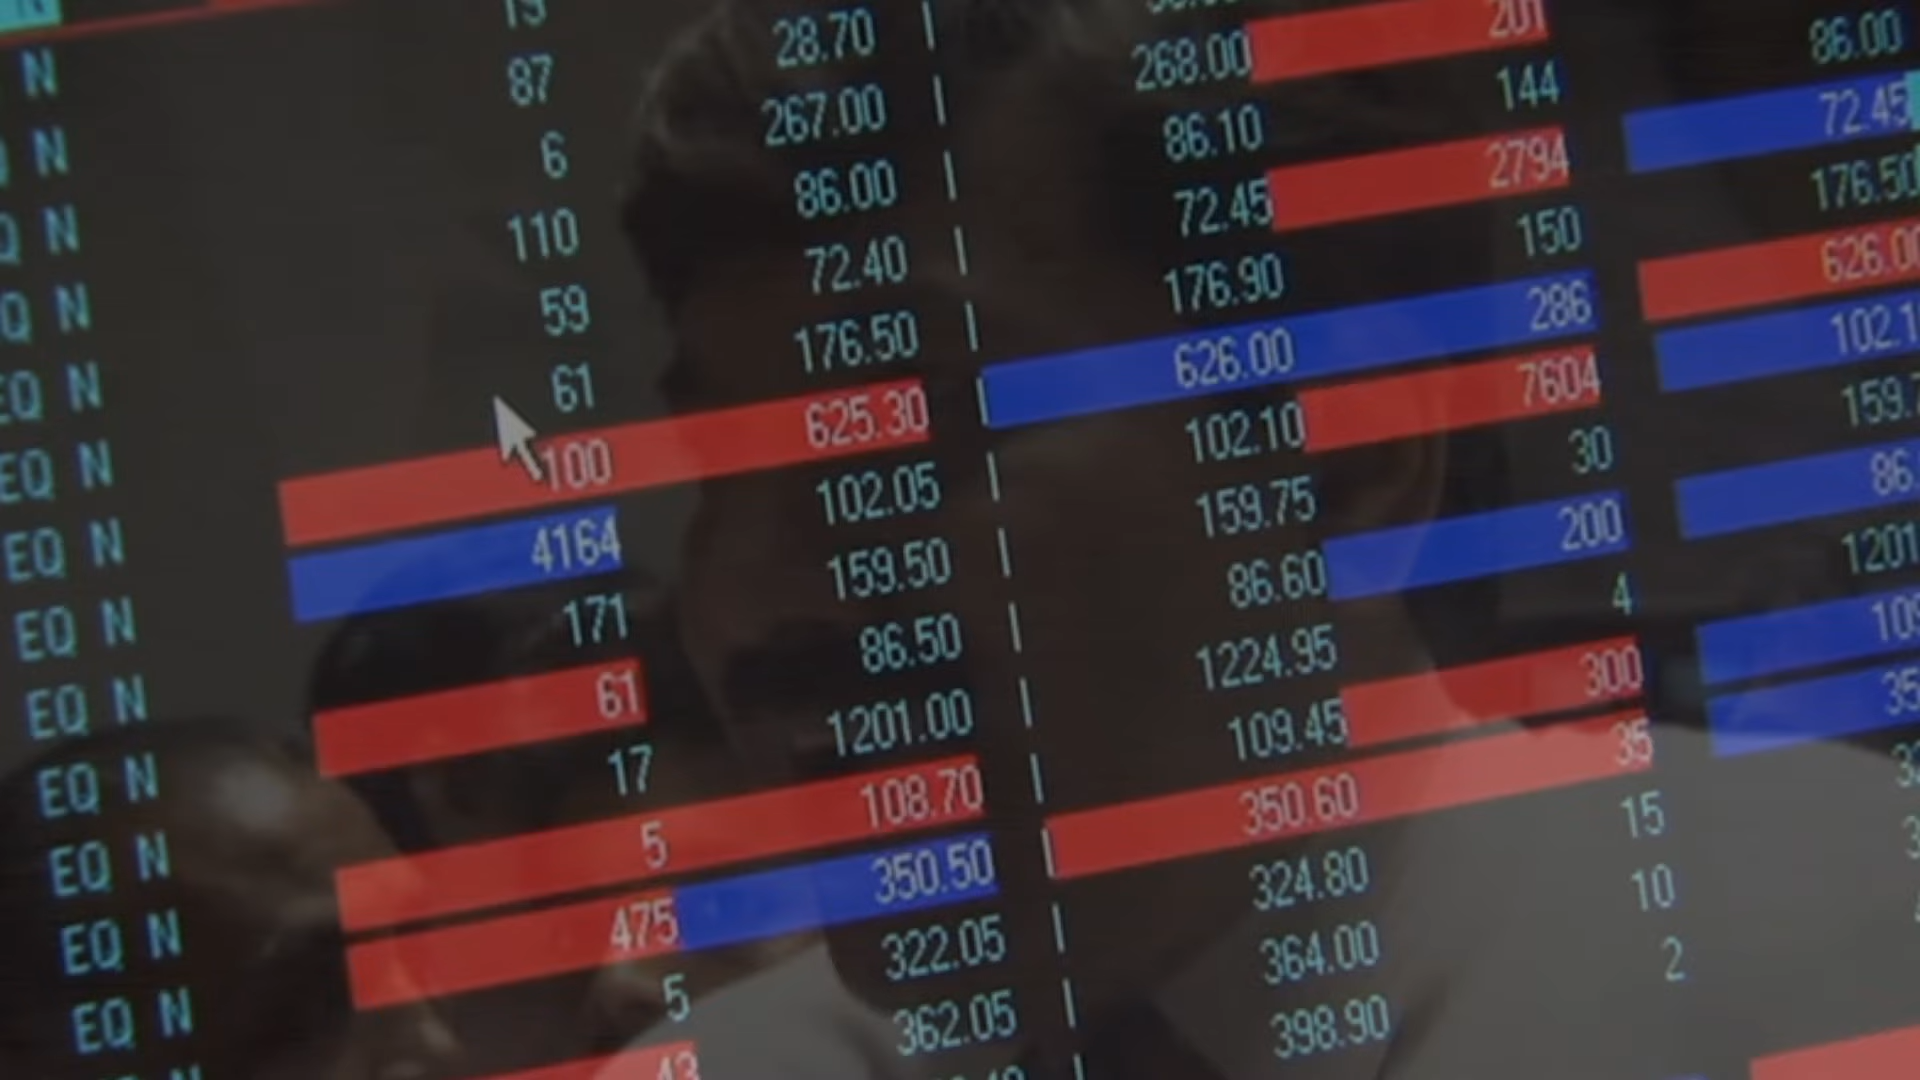 N 19
N 87 28.70 |
Q N 6 267.00 | 268.00 201
Q N 110 86.00 | 86.10 144 86.00
EQ N 59 72.40 | 72.45 2794 72.45
EQ N 61 176.50 | 176.90 150 176.50
EQ N 100 625.30 | 626.00 286 626.00
EQ N 4164 102.05 | 102.10 7604 102.1
EQ N 171 159.50 | 159.75 30 159.7
EQ N 61 86.50 | 86.60 200 86.
EQ N 17 1201.00 | 1224.95 4 1201
EQ N 5 108.70 | 109.45 300 109
EQ N 475 350.50 | 350.60 35 35
5 322.05 | 324.80 15 32
43 362.05 | 364.00 10 3
398.90 2